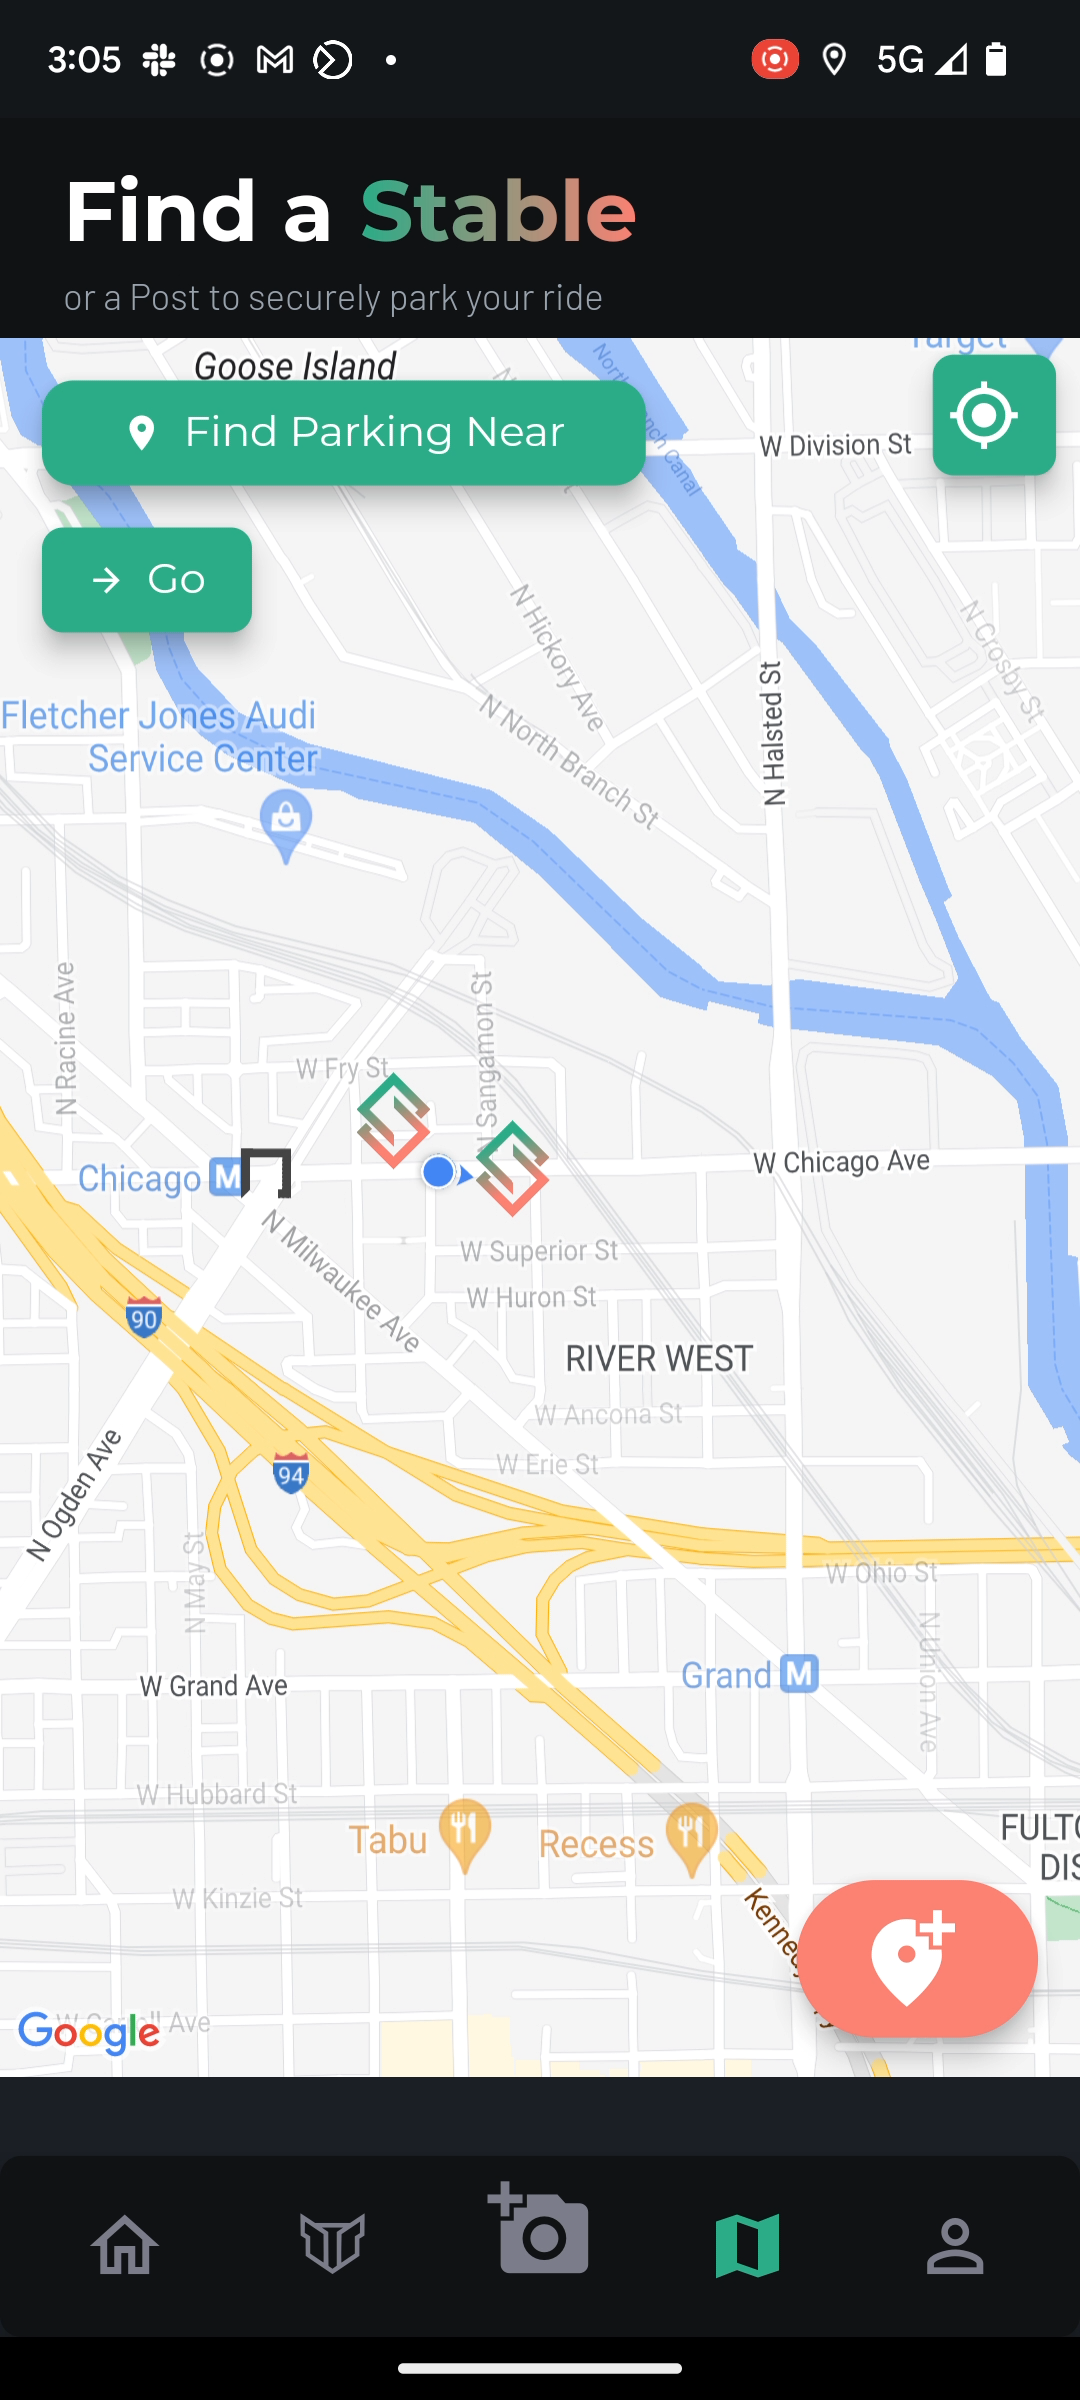 3:05
5G
Find a Stable
or a Post to securely park your ride
Target
Goose Island
Find Parking Near
W Division St
Go
N Hickory Ave
N Crosby St
N Halsted St
Fletcher Jones Audi
Service Center
N North Branch St
N Racine Ave
N Sangamon St
W Fry St
W Chicago Ave
Chicago M
N Milwaukee Ave
W Superior St
W Huron St
90
RIVER WEST
W Ancona St
N Ogden Ave
W Erie St
94
N May St
W Ohio St
N Union Ave
Grand M
W Grand Ave
W Hubbard St
Tabu
Recess
FULTO
DIS
W Kinzie St
Kenned
Google
Ave